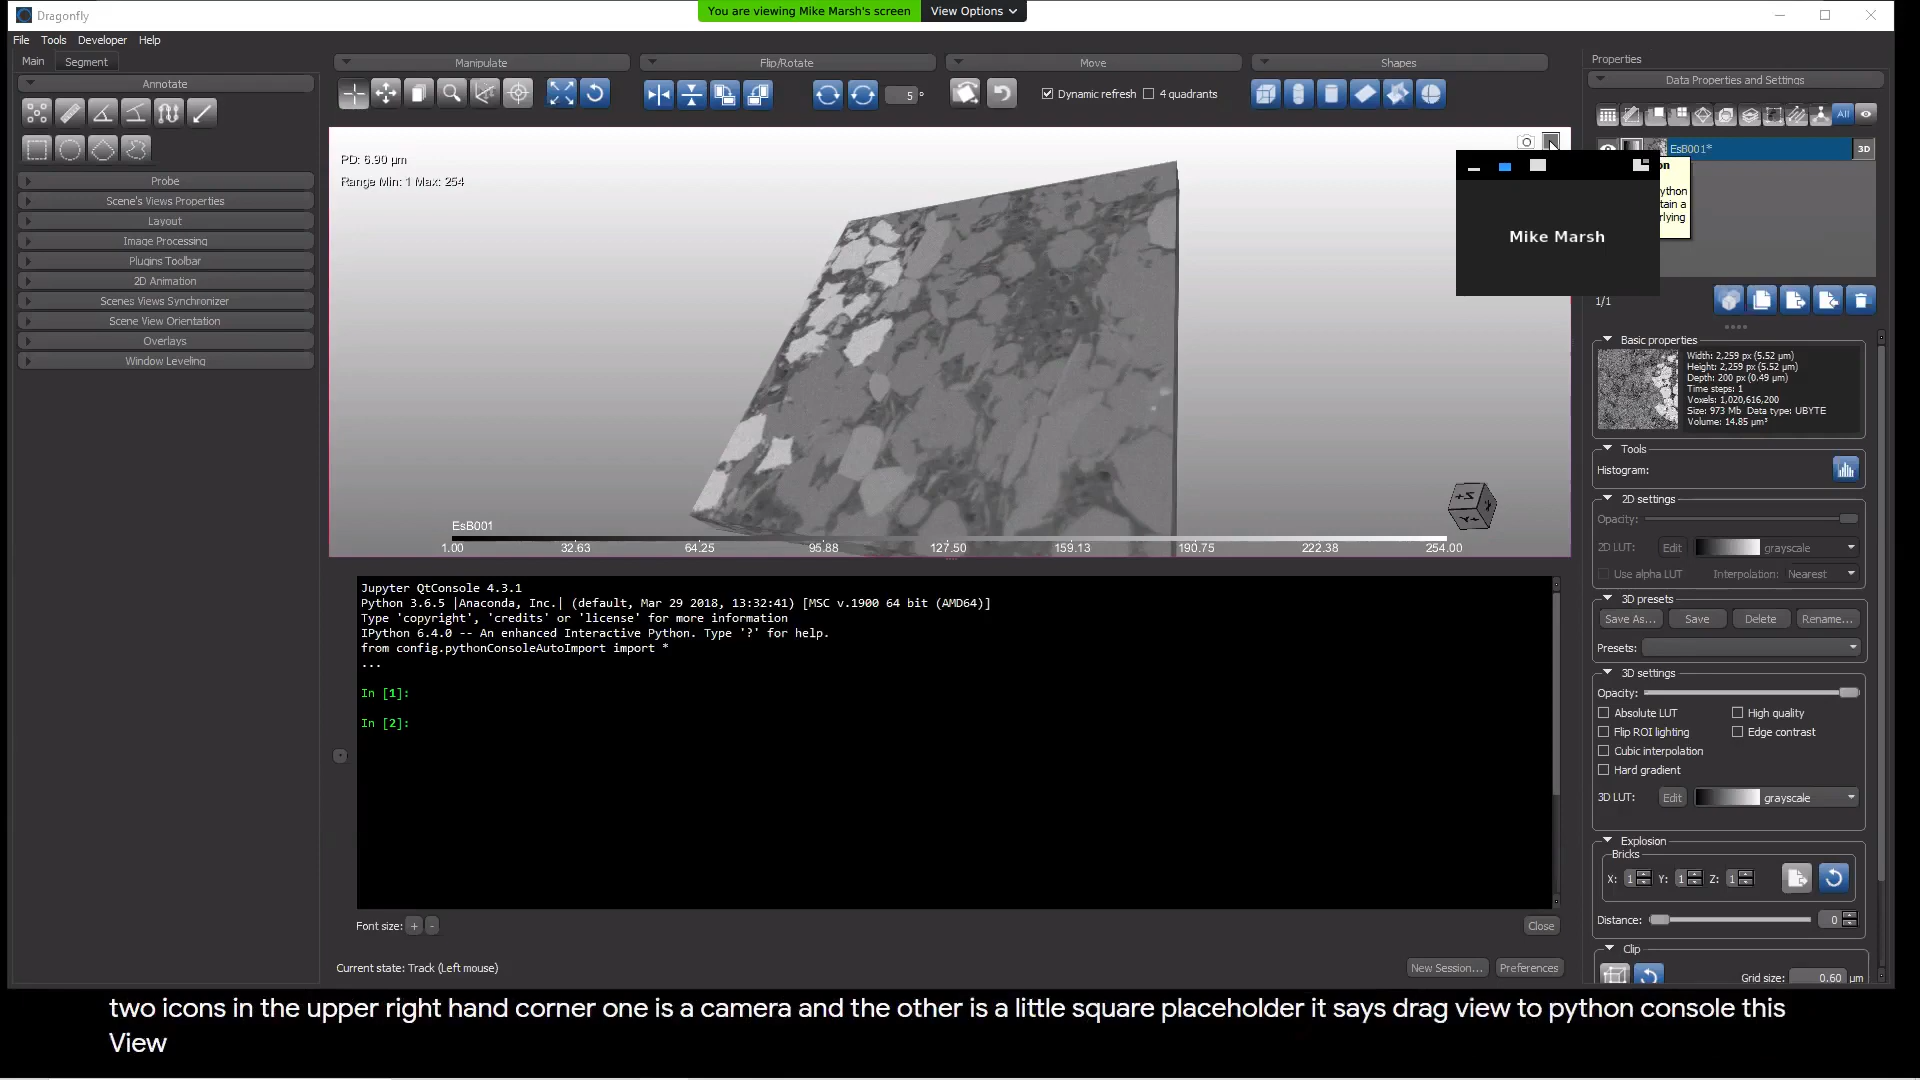 Dragonfly
You are viewing Mike Marsh's screen
View Options
File Tools Developer Help
Main Segment
Annotate
Probe
Scene's Views Properties
Layout
Image Processing
Plugins Toolbar
2D Animation
Scenes Views Synchronizer
Scene View Orientation
Overlays
Window Leveling
Manipulate
Flip/Rotate
Move
Shapes
5 °
Dynamic refresh
4 quadrants
PD: 6.90 µm
Range Min: 1 Max: 254
EsB001
1.00 32.63 64.25 95.88 127.50 159.13 190.75 222.38 254.00
Mike Marsh
Jupyter QtConsole 4.3.1
Python 3.6.5 |Anaconda, Inc.| (default, Mar 29 2018, 13:32:41) [MSC v.1900 64 bit (AMD64)]
Type 'copyright', 'credits' or 'license' for more information
IPython 6.4.0 -- An enhanced Interactive Python. Type '?' for help.
from config.pythonConsoleAutoImport import *
...
In [1]:
In [2]:
Font size: + -
Close
Current state: Track (Left mouse)
New Session...
Preferences
Properties
Data Properties and Settings
All
EsB001*
3D
1/1
Basic properties
Width: 2,259 px (5.52 µm)
Height: 2,259 px (5.52 µm)
Depth: 200 px (0.49 µm)
Time steps: 1
Voxels: 1,020,616,200
Size: 973 Mb Data type: UBYTE
Volume: 14.85 µm³
Tools
Histogram:
2D settings
Opacity:
2D LUT: Edit grayscale
Use alpha LUT Interpolation: Nearest
3D presets
Save As... Save Delete Rename...
Presets:
3D settings
Opacity:
Absolute LUT High quality
Flip ROI lighting Edge contrast
Cubic interpolation
Hard gradient
3D LUT: Edit grayscale
Explosion
Bricks
X: 1 Y: 1 Z: 1
Distance: 0
Clip
Grid size: 0.60 µm
two icons in the upper right hand corner one is a camera and the other is a little square placeholder it says drag view to python console this
View